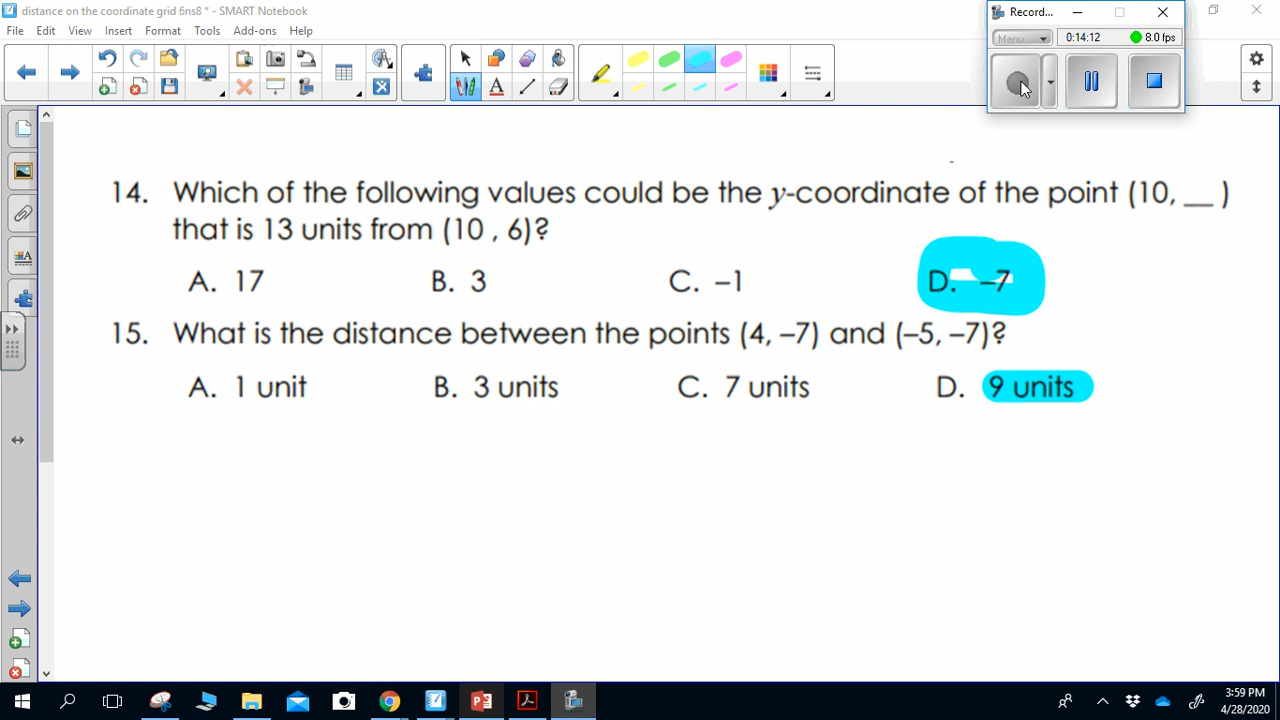 distance on the coordinate grid 6ns8 * - SMART Notebook
Record...
File Edit View Insert Format Tools Add-ons Help
Menu
0:14:12
8.0 fps
14. Which of the following values could be the y-coordinate of the point (10, __ )
that is 13 units from (10 , 6)?
A. 17 B. 3 C. –1 D. –7
15. What is the distance between the points (4, –7) and (–5, –7)?
A. 1 unit B. 3 units C. 7 units D. 9 units
3:59 PM
4/28/2020